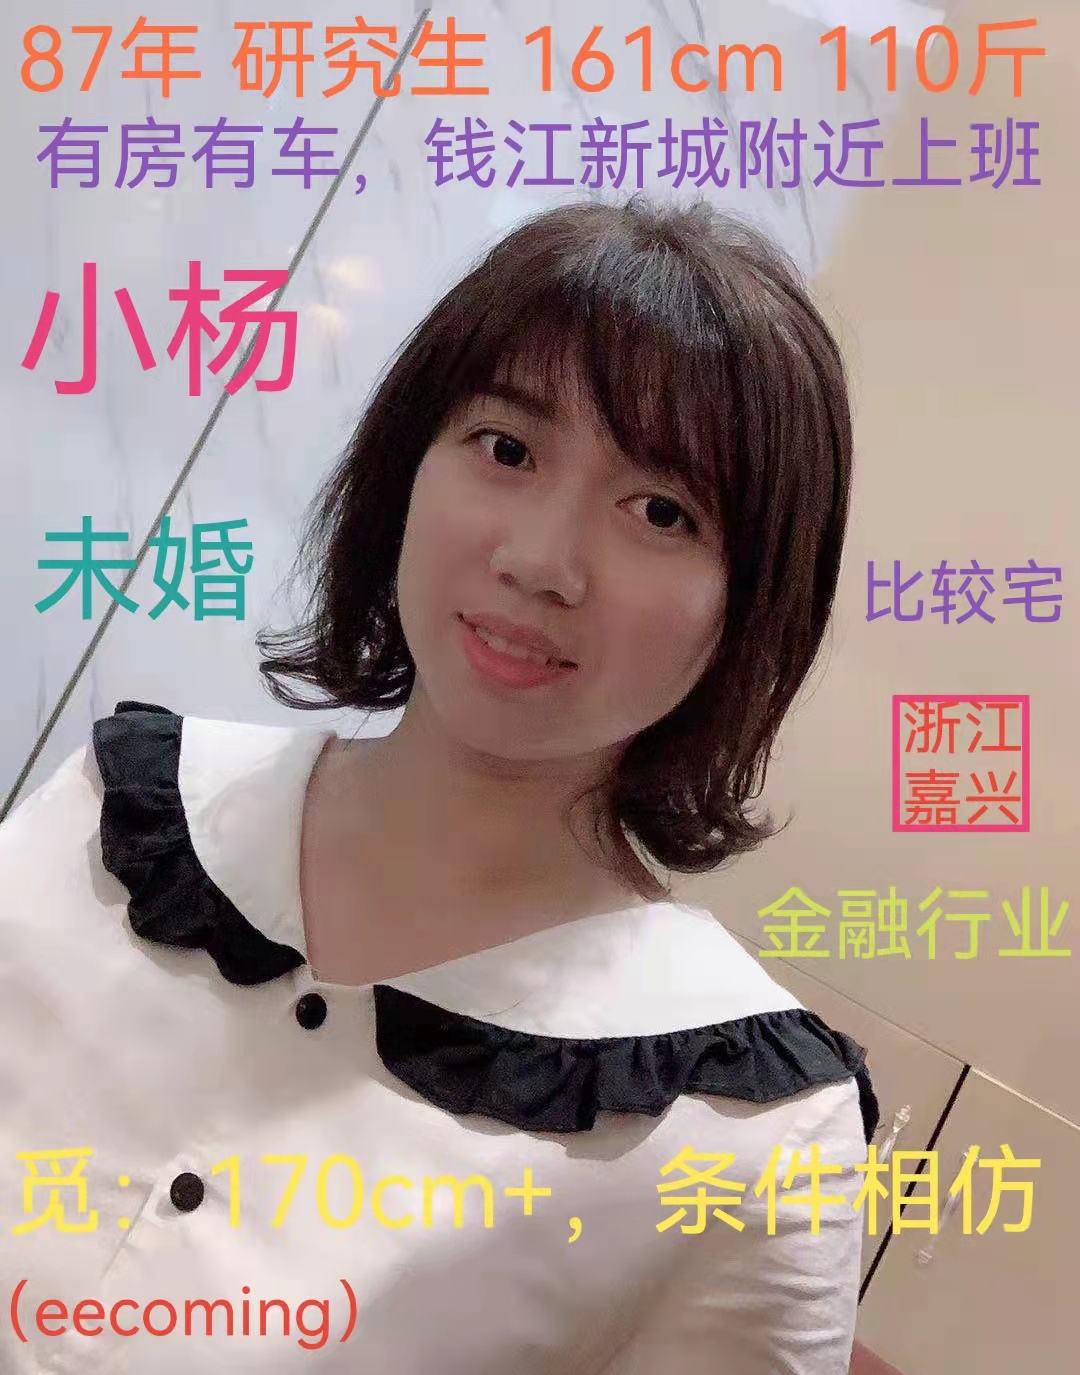 87年 研究生 161cm 110斤
有房有车，钱江新城附近上班
小杨
未婚
比较宅
浙江
嘉兴
金融行业
觅：170cm+，条件相仿
(eecoming)